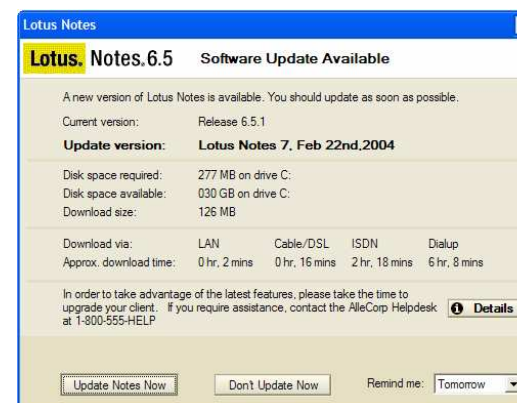 Lotus Notes
Lotus. Notes.6.5 Software Update Available
A new version of Lotus Notes is available. You should update as soon as possible.
Current version: Release 6.5.1
Update version: Lotus Notes 7, Feb 22nd,2004
Disk space required: 277 MB on drive C:
Disk space available: 030 GB on drive C:
Download size: 126 MB
Download via: LAN Cable/DSL ISDN Dialup
Approx. download time: 0 hr, 2 mins 0 hr, 16 mins 2 hr, 18 mins 6 hr, 8 mins
In order to take advantage of the latest features, please take the time to
upgrade your client. If you require assistance, contact the AlleCorp Helpdesk
at 1-800-555-HELP
Details
Update Notes Now Don't Update Now Remind me: Tomorrow